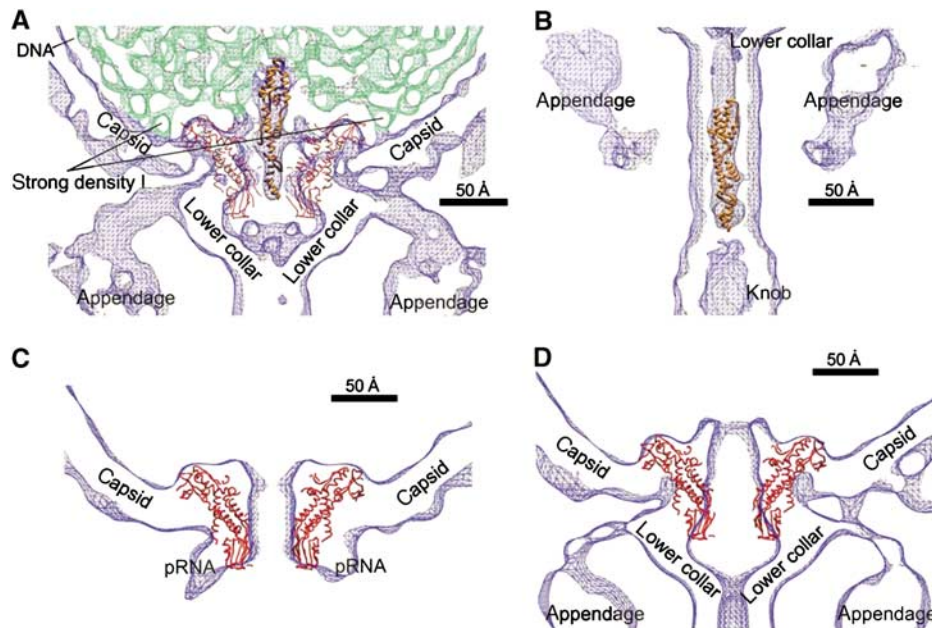 A
DNA
Capsid
Capsid
Strong density I
50 Å
Lower collar
Lower collar
Appendage
Appendage
B
Lower collar
Appendage
Appendage
50 Å
Knob
C
50 Å
Capsid
Capsid
pRNA
pRNA
D
50 Å
Capsid
Capsid
Lower collar
Lower collar
Appendage
Appendage